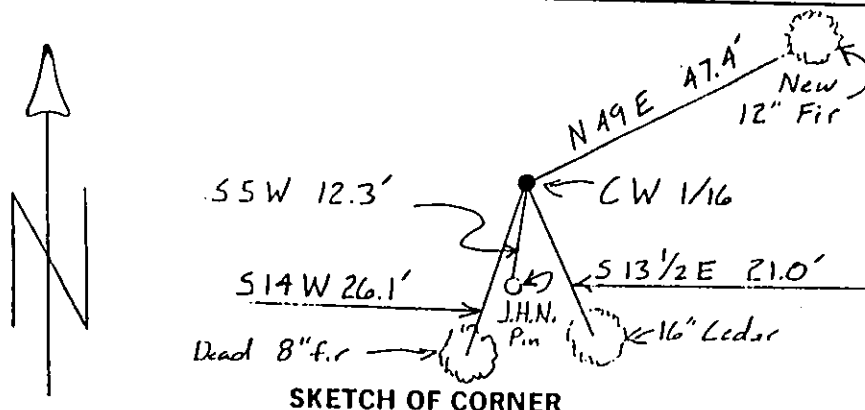 N 49 E 47.4'
New
12" Fir
S 5 W 12.3'
C W 1/16
S 14 W 26.1'
S 13 1/2 E 21.0'
J.H.N.
Pin
Dead 8" fir
16" Cedar
N
SKETCH OF CORNER